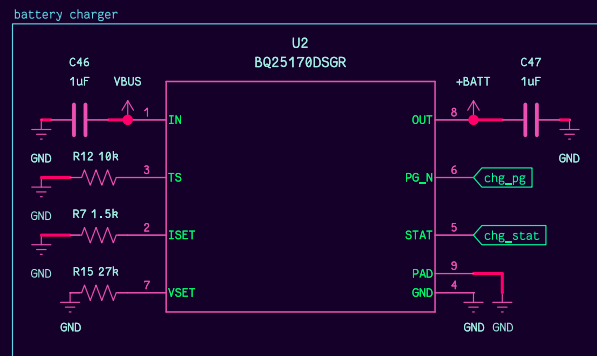 battery charger
U2
BQ25170DSGR
C46
1uF
VBUS
+BATT
C47
1uF
1
IN
OUT
8
GND
GND
R12 10k
3
TS
PG_N
6
chg_pg
GND
R7 1.5k
2
ISET
STAT
5
chg_stat
GND
R15 27k
7
VSET
PAD
9
GND
4
GND
GND
GND